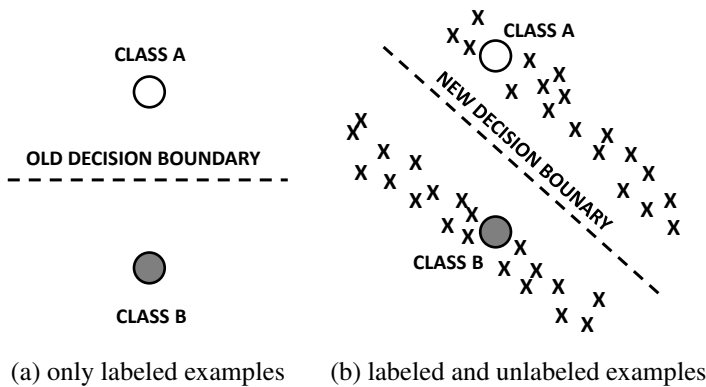 CLASS A
OLD DECISION BOUNDARY
CLASS B
(a) only labeled examples
CLASS A
NEW DECISION BOUNARY
CLASS B
(b) labeled and unlabeled examples